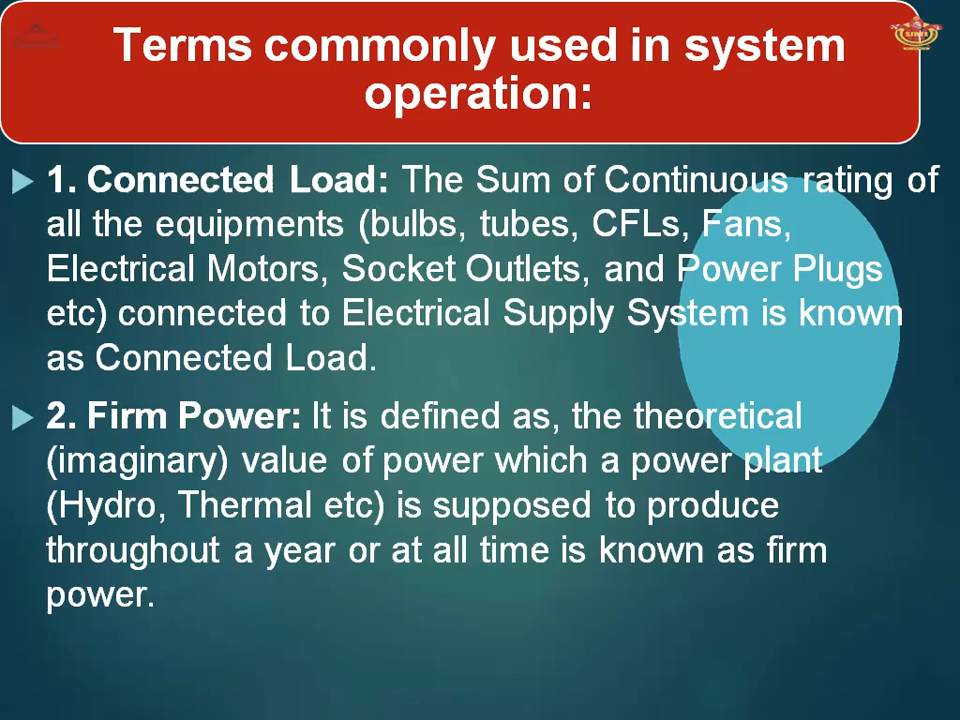 Terms commonly used in system
operation:
1. Connected Load: The Sum of Continuous rating of
all the equipments (bulbs, tubes, CFLs, Fans,
Electrical Motors, Socket Outlets, and Power Plugs
etc) connected to Electrical Supply System is known
as Connected Load.
2. Firm Power: It is defined as, the theoretical
(imaginary) value of power which a power plant
(Hydro, Thermal etc) is supposed to produce
throughout a year or at all time is known as firm
power.